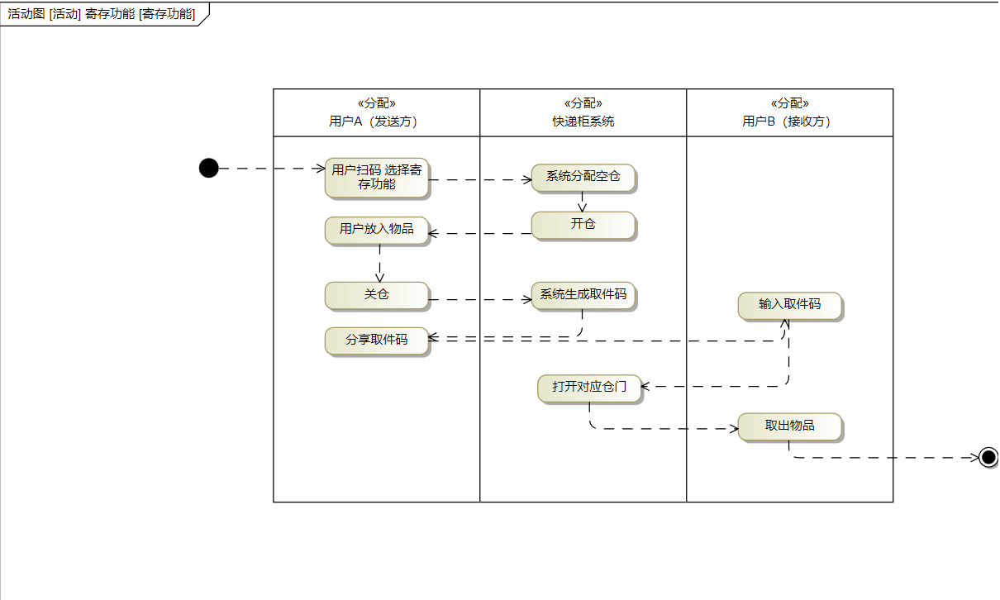 活动图 [活动] 寄存功能 [寄存功能]
«分配»
用户A（发送方）
«分配»
快递柜系统
«分配»
用户B（接收方）
用户扫码 选择寄
存功能
系统分配空仓
用户放入物品
开仓
关仓
系统生成取件码
输入取件码
分享取件码
打开对应仓门
取出物品